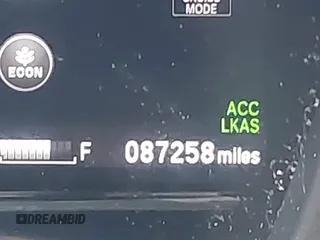 MODE
ECON
ACC
LKAS
F 087258 miles
DREAMBID